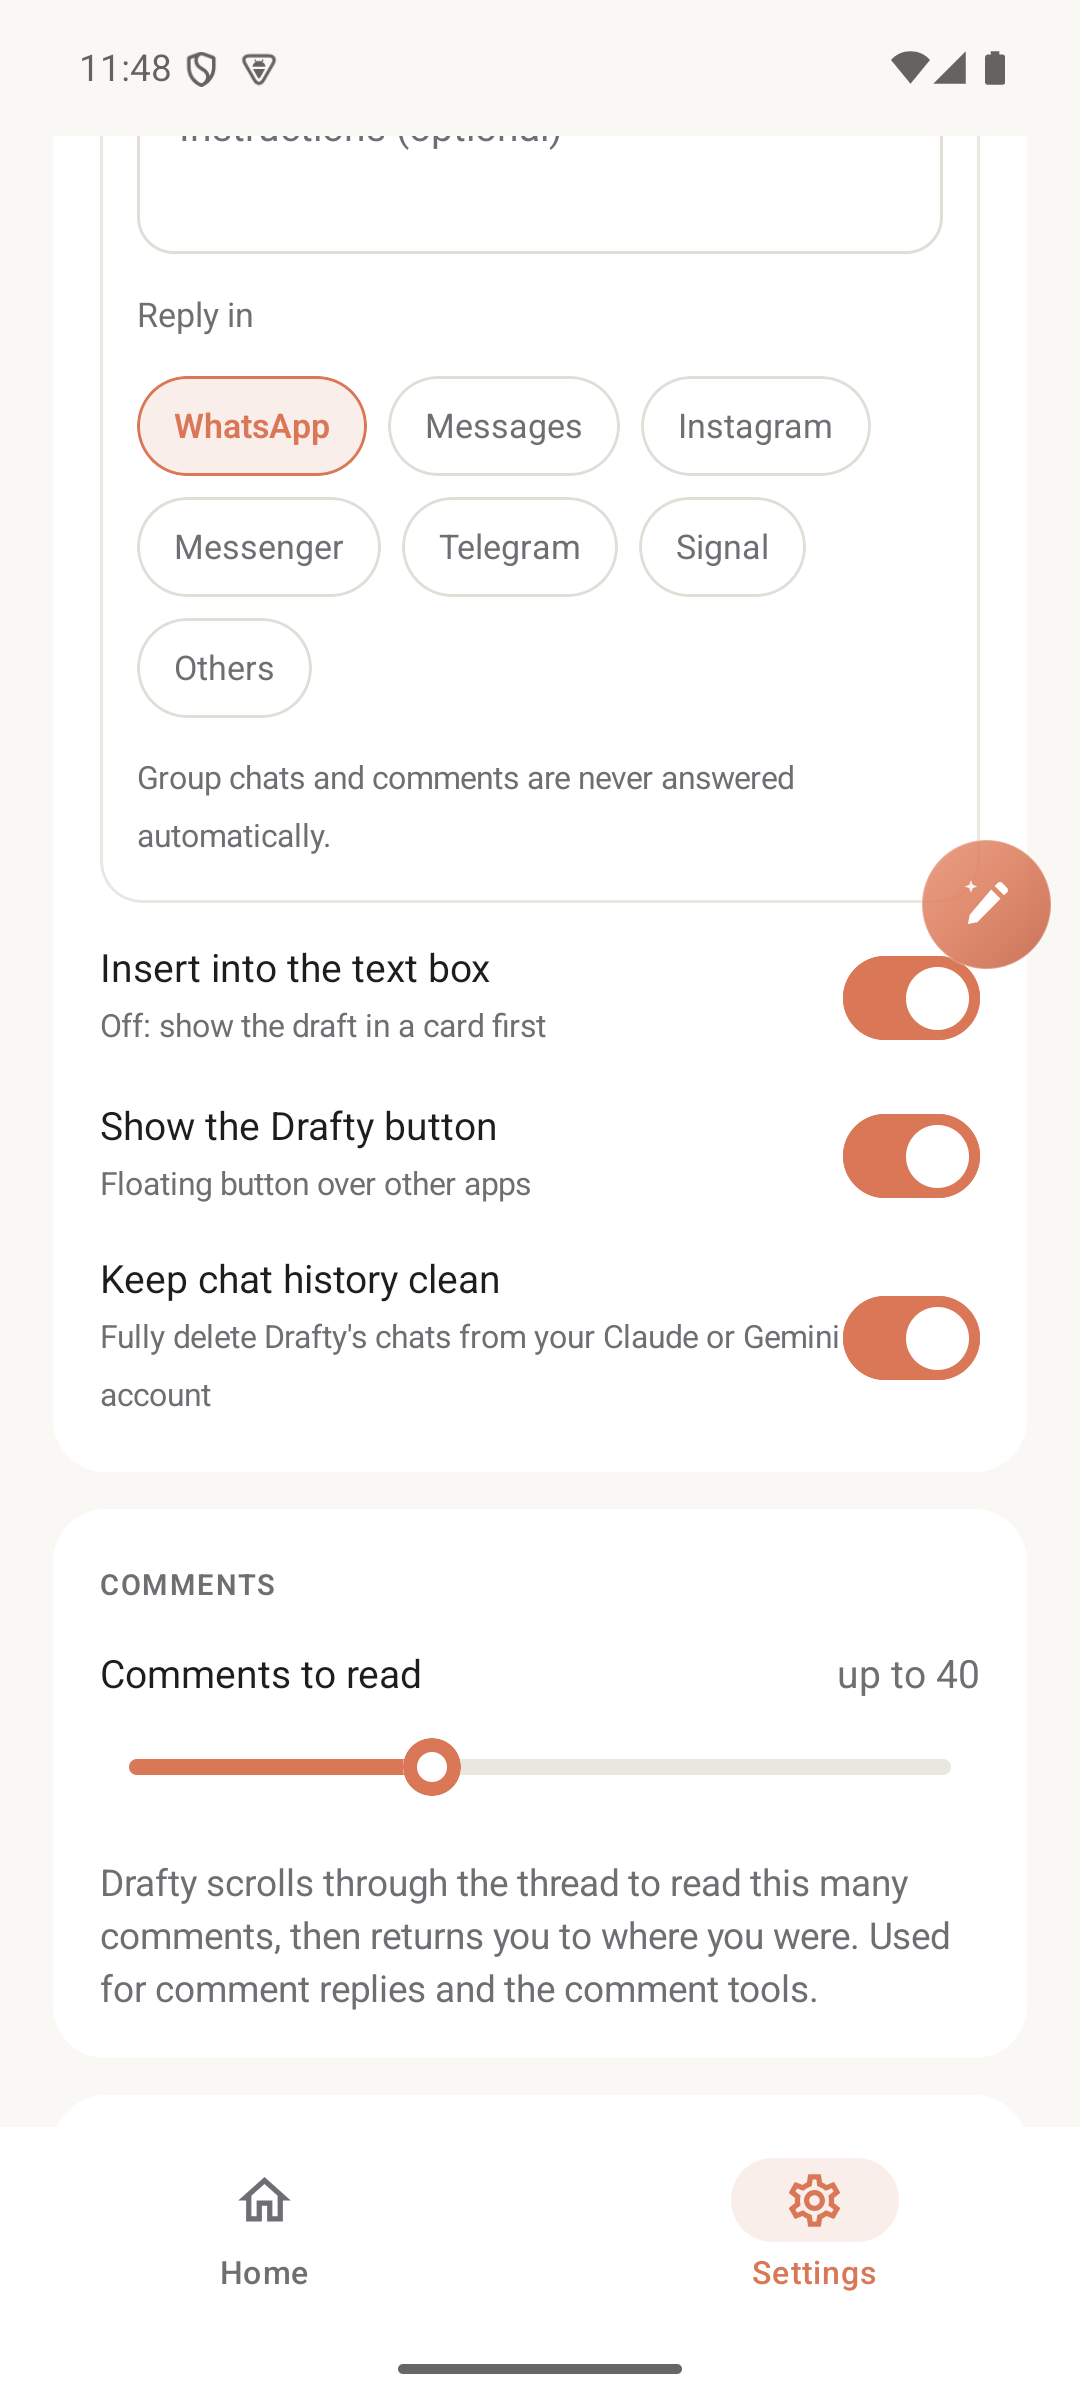 11:48
instructions (optional)
Reply in
WhatsApp
Messages
Instagram
Messenger
Telegram
Signal
Others
Group chats and comments are never answered
automatically.
Insert into the text box
Off: show the draft in a card first
Show the Drafty button
Floating button over other apps
Keep chat history clean
Fully delete Drafty's chats from your Claude or Gemini
account
COMMENTS
Comments to read
up to 40
Drafty scrolls through the thread to read this many
comments, then returns you to where you were. Used
for comment replies and the comment tools.
Home
Settings